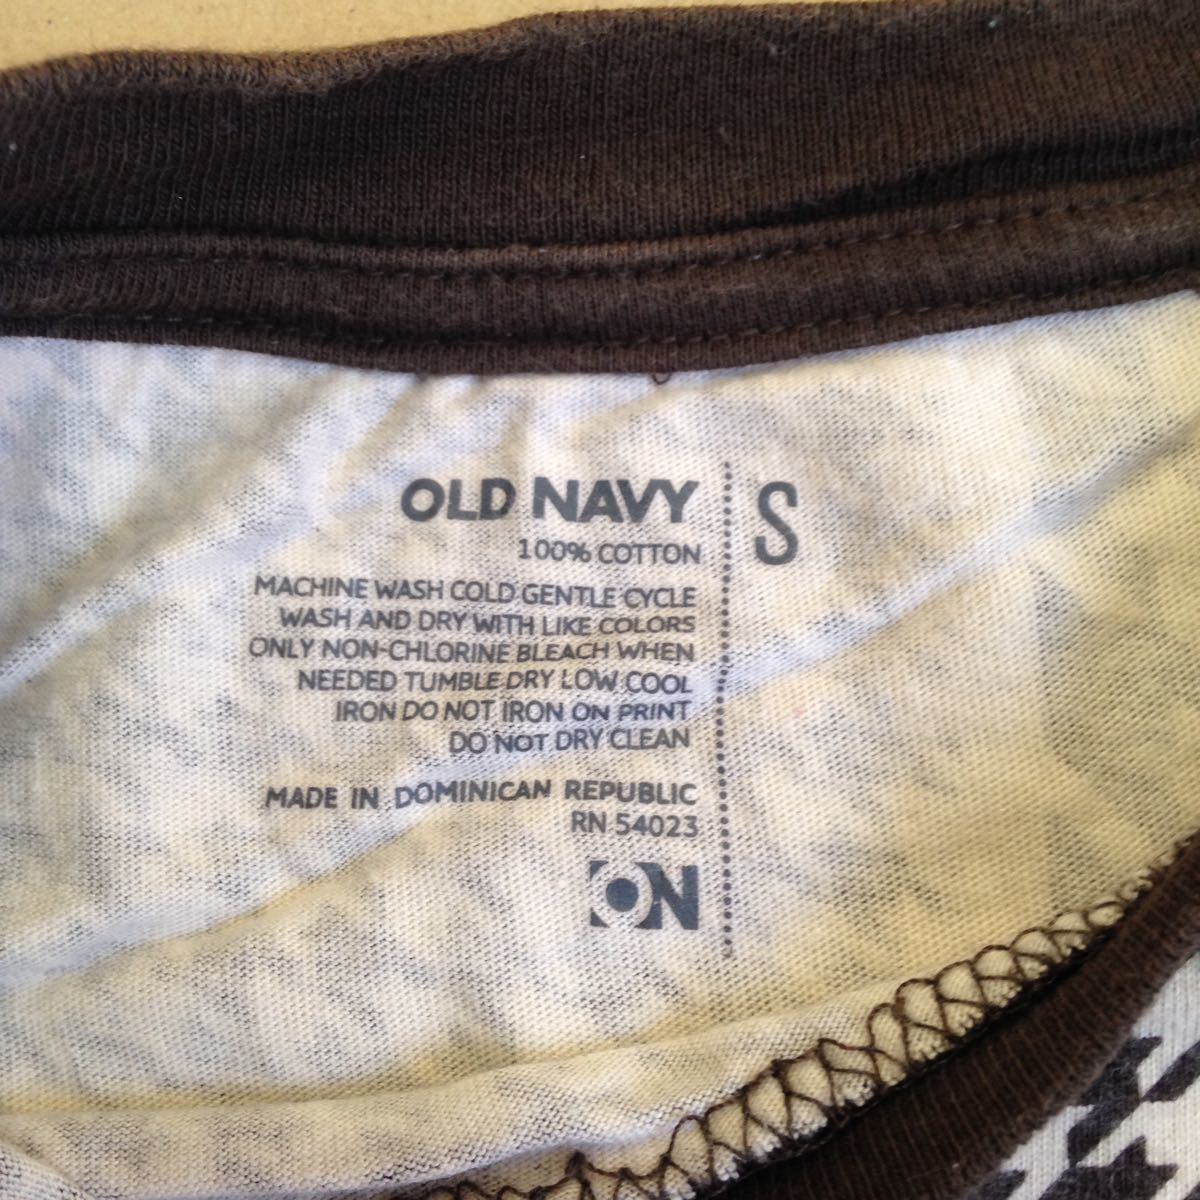 OLD NAVY
S
100% COTTON
MACHINE WASH COLD GENTLE CYCLE
WASH AND DRY WITH LIKE COLORS
ONLY NON-CHLORINE BLEACH WHEN
NEEDED TUMBLE DRY LOW COOL
IRON DO NOT IRON ON PRINT
DO NOT DRY CLEAN
MADE IN DOMINICAN REPUBLIC
RN 54023
ON